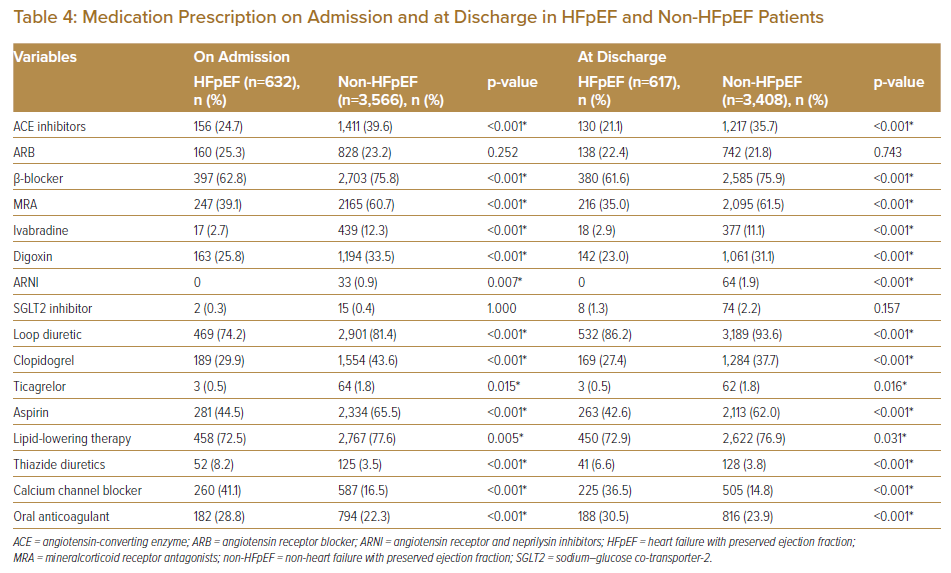 Table 4: Medication Prescription on Admission and at Discharge in HFpEF and Non-HFpEF Patients
Variables On Admission At Discharge
HFpEF (n=632), n (%) Non-HFpEF (n=3,566), n (%) p-value HFpEF (n=617), n (%) Non-HFpEF (n=3,408), n (%) p-value
ACE inhibitors 156 (24.7) 1,411 (39.6) <0.001* 130 (21.1) 1,217 (35.7) <0.001*
ARB 160 (25.3) 828 (23.2) 0.252 138 (22.4) 742 (21.8) 0.743
β-blocker 397 (62.8) 2,703 (75.8) <0.001* 380 (61.6) 2,585 (75.9) <0.001*
MRA 247 (39.1) 2165 (60.7) <0.001* 216 (35.0) 2,095 (61.5) <0.001*
Ivabradine 17 (2.7) 439 (12.3) <0.001* 18 (2.9) 377 (11.1) <0.001*
Digoxin 163 (25.8) 1,194 (33.5) <0.001* 142 (23.0) 1,061 (31.1) <0.001*
ARNI 0 33 (0.9) 0.007* 0 64 (1.9) <0.001*
SGLT2 inhibitor 2 (0.3) 15 (0.4) 1.000 8 (1.3) 74 (2.2) 0.157
Loop diuretic 469 (74.2) 2,901 (81.4) <0.001* 532 (86.2) 3,189 (93.6) <0.001*
Clopidogrel 189 (29.9) 1,554 (43.6) <0.001* 169 (27.4) 1,284 (37.7) <0.001*
Ticagrelor 3 (0.5) 64 (1.8) 0.015* 3 (0.5) 62 (1.8) 0.016*
Aspirin 281 (44.5) 2,334 (65.5) <0.001* 263 (42.6) 2,113 (62.0) <0.001*
Lipid-lowering therapy 458 (72.5) 2,767 (77.6) 0.005* 450 (72.9) 2,622 (76.9) 0.031*
Thiazide diuretics 52 (8.2) 125 (3.5) <0.001* 41 (6.6) 128 (3.8) <0.001*
Calcium channel blocker 260 (41.1) 587 (16.5) <0.001* 225 (36.5) 505 (14.8) <0.001*
Oral anticoagulant 182 (28.8) 794 (22.3) <0.001* 188 (30.5) 816 (23.9) <0.001*
ACE = angiotensin-converting enzyme; ARB = angiotensin receptor blocker; ARNI = angiotensin receptor and neprilysin inhibitors; HFpEF = heart failure with preserved ejection fraction;
MRA = mineralcorticoid receptor antagonists; non-HFpEF = non-heart failure with preserved ejection fraction; SGLT2 = sodium–glucose co-transporter-2.